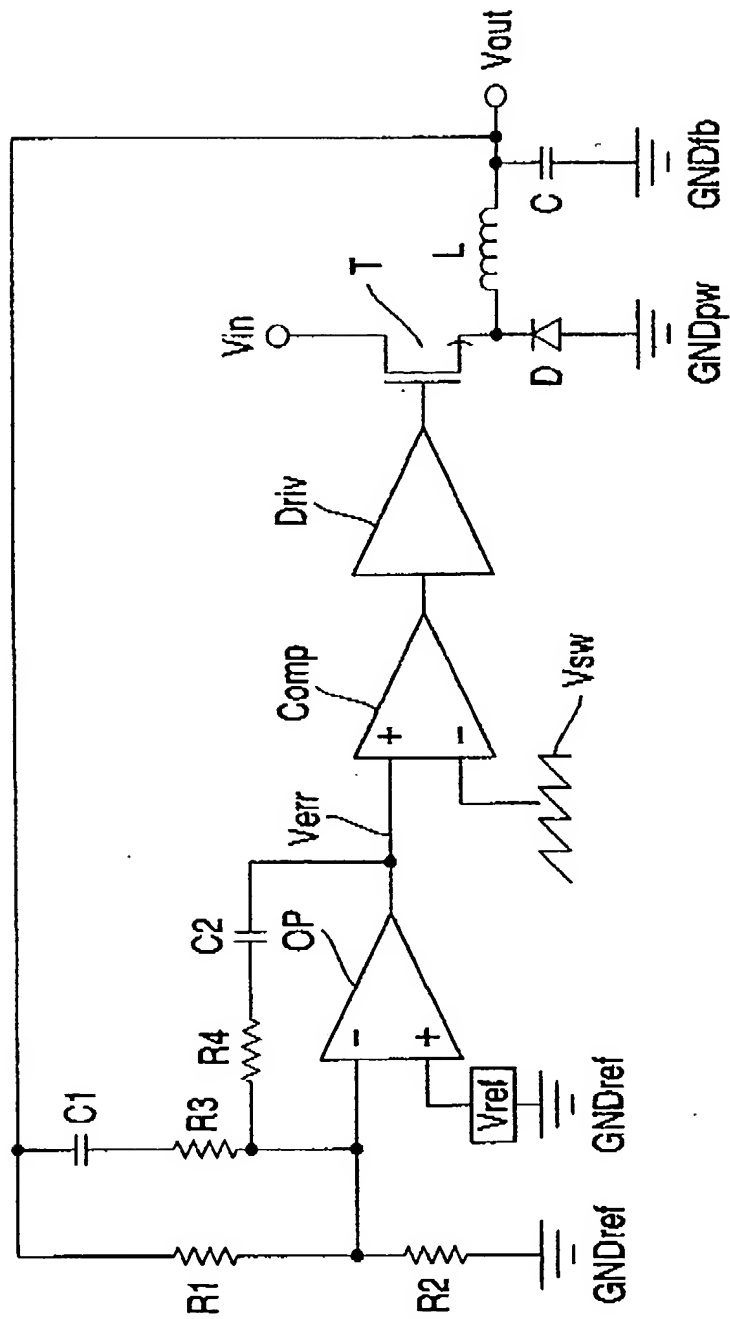 R1
R2
GNDref
C1
R3
R4
C2
OP
-
+
Vref
GNDref
Verr
Comp
+
-
Vsw
Driv
Vin
T
L
D
GNDpw
C
GNDfb
Vout